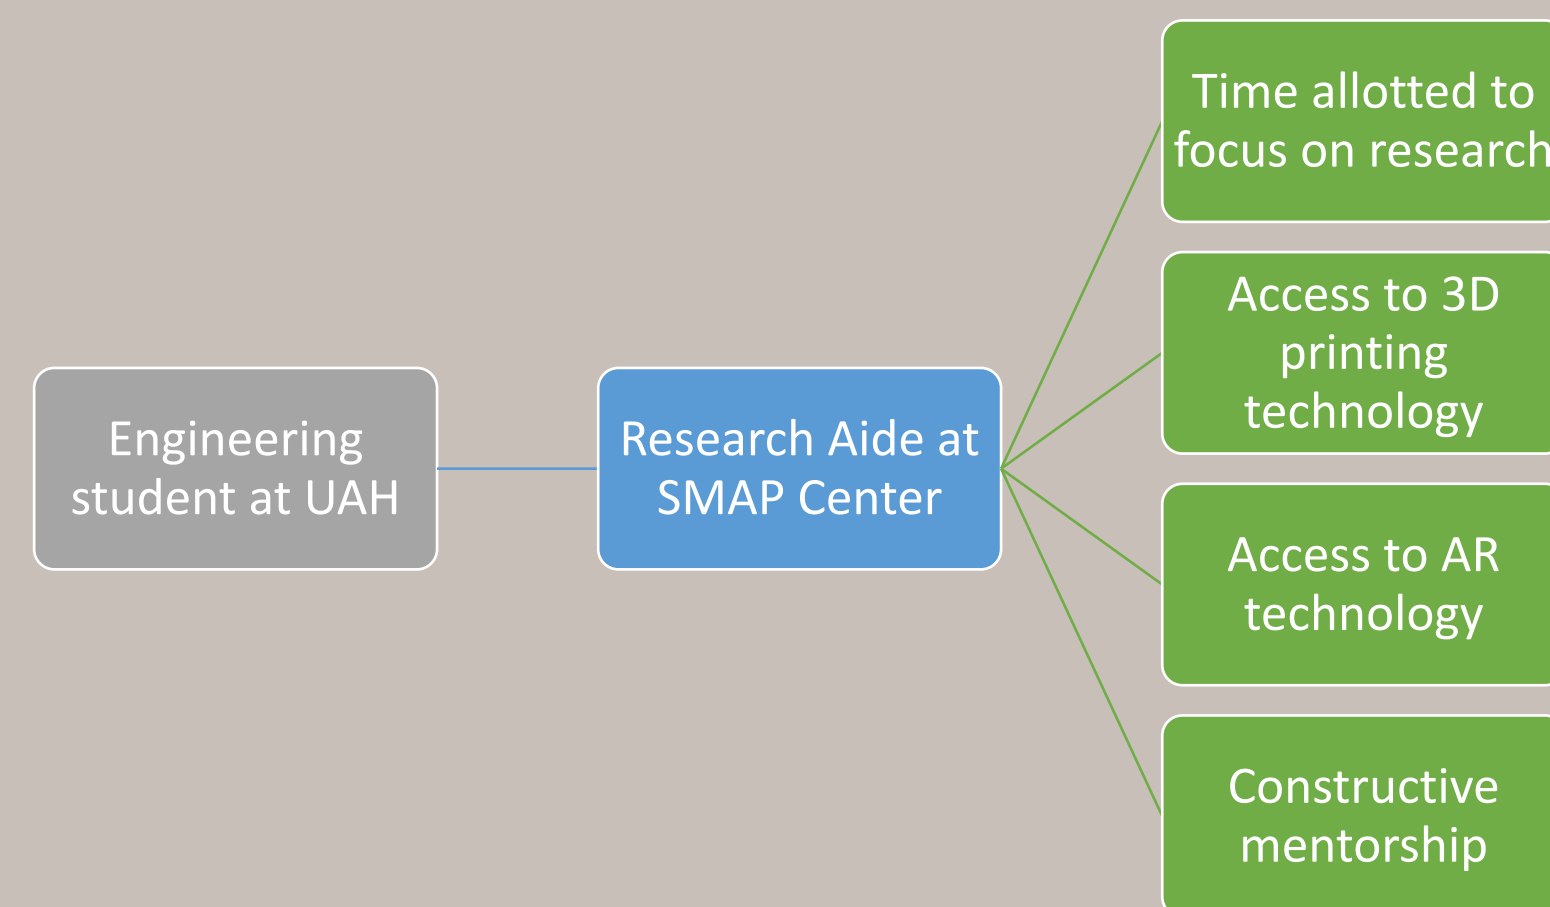 Engineering
student at UAH
Research Aide at
SMAP Center
Time allotted to
focus on research
Access to 3D
printing
technology
Access to AR
technology
Constructive
mentorship